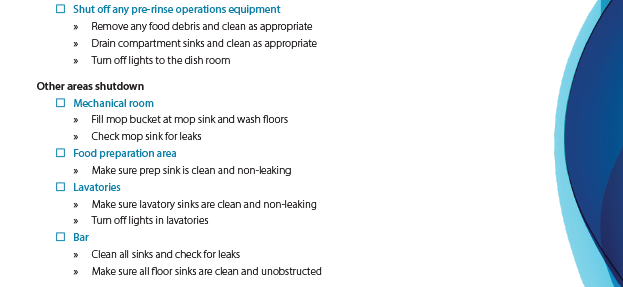 ☐ Shut off any pre-rinse operations equipment
» Remove any food debris and clean as appropriate
» Drain compartment sinks and clean as appropriate
» Turn off lights to the dish room
Other areas shutdown
☐ Mechanical room
» Fill mop bucket at mop sink and wash floors
» Check mop sink for leaks
☐ Food preparation area
» Make sure prep sink is clean and non-leaking
☐ Lavatories
» Make sure lavatory sinks are clean and non-leaking
» Turn off lights in lavatories
☐ Bar
» Clean all sinks and check for leaks
» Make sure all floor sinks are clean and unobstructed